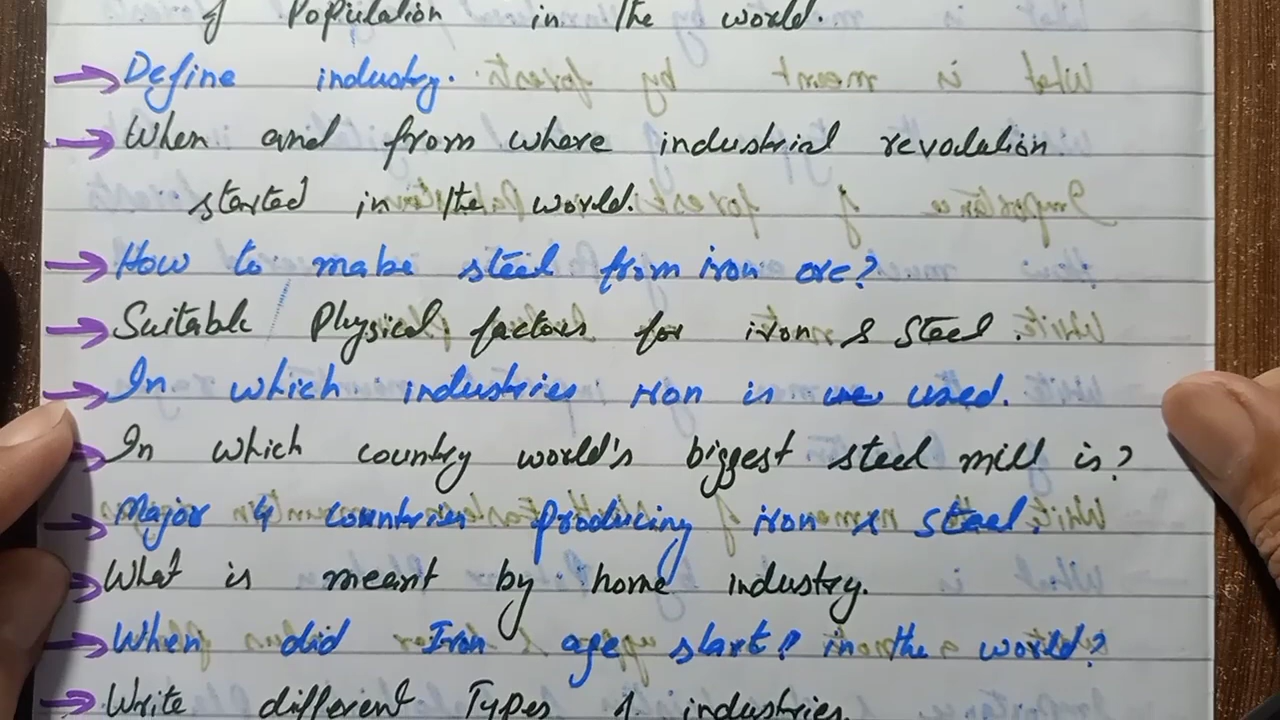 of Population in the world.
→ Define industry.
→ When and from where industrial revolution
started in the world.
→ How to make steel from iron ore?
→ Suitable Physical factors for iron & Steel.
→ In which industries iron is use used.
→ In which country world's biggest steel mill is?
→ Major 4 countries producing iron & steel.
→ What is meant by home industry.
→ When did Iron age start? in the world?
→ Write different Types of industries.